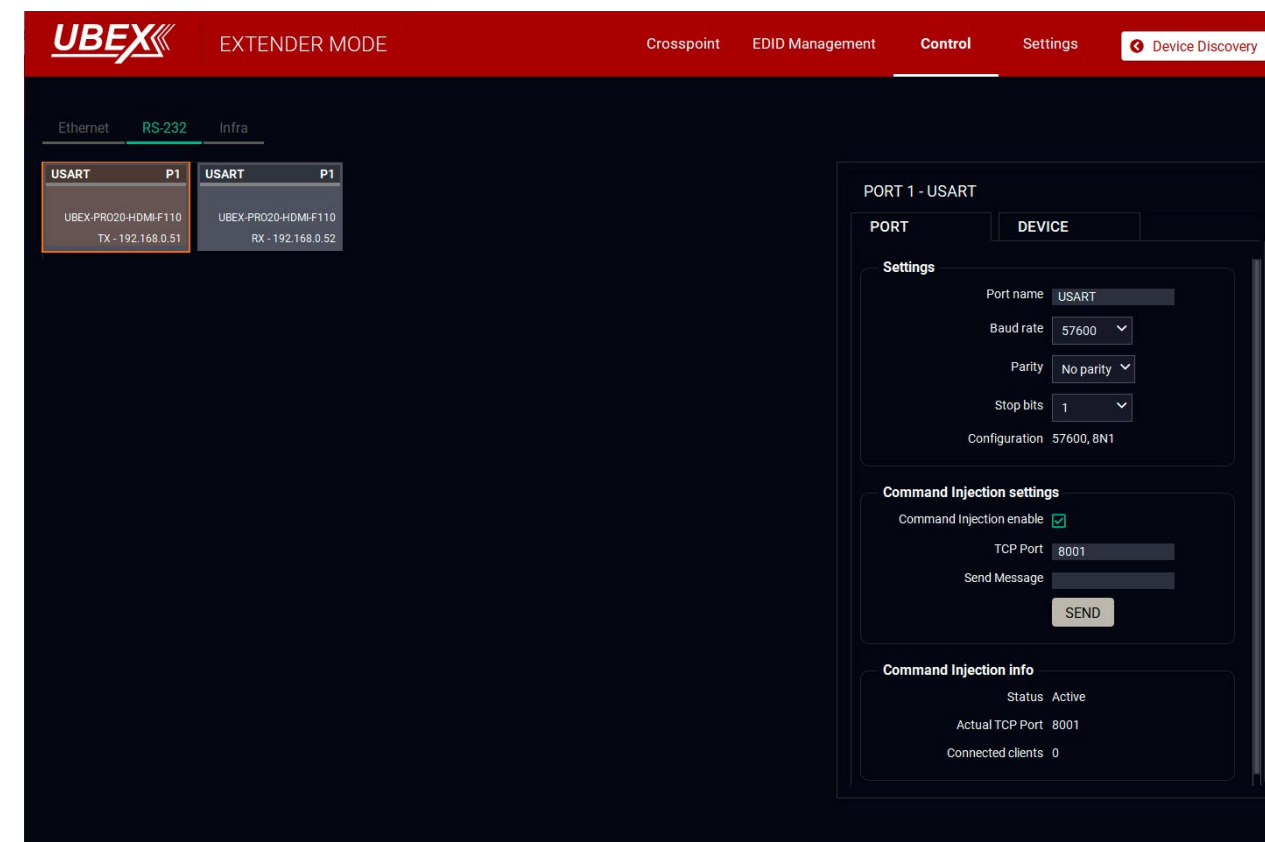 UBEX EXTENDER MODE Crosspoint EDID Management Control Settings Device Discovery
Ethernet RS-232 Infra
USART P1
UBEX-PRO20-HDMI-F110
TX - 192.168.0.51
USART P1
UBEX-PRO20-HDMI-F110
RX - 192.168.0.52
PORT 1 - USART
PORT DEVICE
Settings
Port name USART
Baud rate 57600
Parity No parity
Stop bits 1
Configuration 57600, 8N1
Command Injection settings
Command Injection enable
TCP Port 8001
Send Message
SEND
Command Injection info
Status Active
Actual TCP Port 8001
Connected clients 0